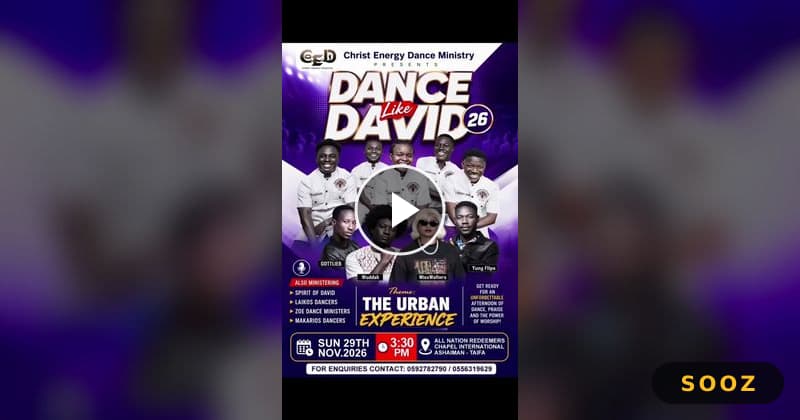 CED
Christ Energy Dance Ministry
PRESENTS
DANCE
Like
DAVID
26
GOTTLIEB
Muddali
MissWalters
Yung Flipe
ALSO MINISTERING
SPIRIT OF DAVID
LAIKOS DANCERS
ZOE DANCE MINISTERS
MAKARIOS DANCERS
Theme:
THE URBAN
EXPERIENCE
GET READY
FOR AN
UNFORGETTABLE
AFTERNOON OF
DANCE, PRAISE
AND THE POWER
OF WORSHIP!
SUN 29TH
NOV.2026
3:30
PM
ALL NATION REDEEMERS
CHAPEL INTERNATIONAL
ASHAIMAN - TAIFA
FOR ENQUIRIES CONTACT: 0592782790 / 0556319629
SOOZ